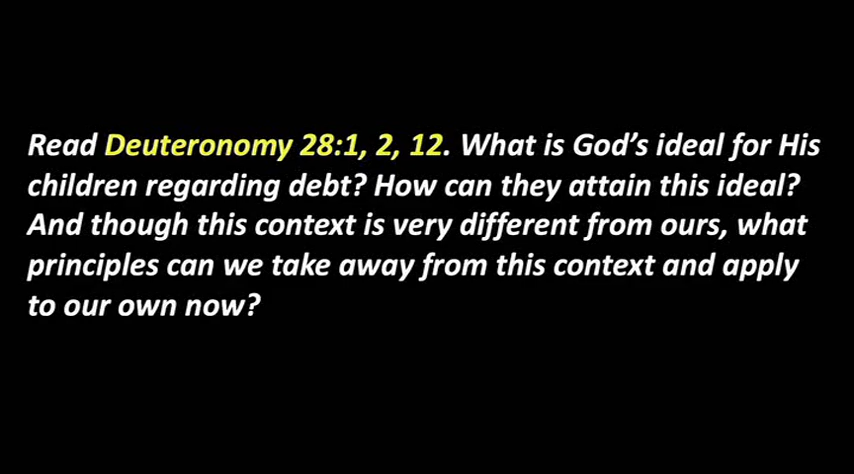 Read Deuteronomy 28:1, 2, 12. What is God's ideal for His
children regarding debt? How can they attain this ideal?
And though this context is very different from ours, what
principles can we take away from this context and apply
to our own now?